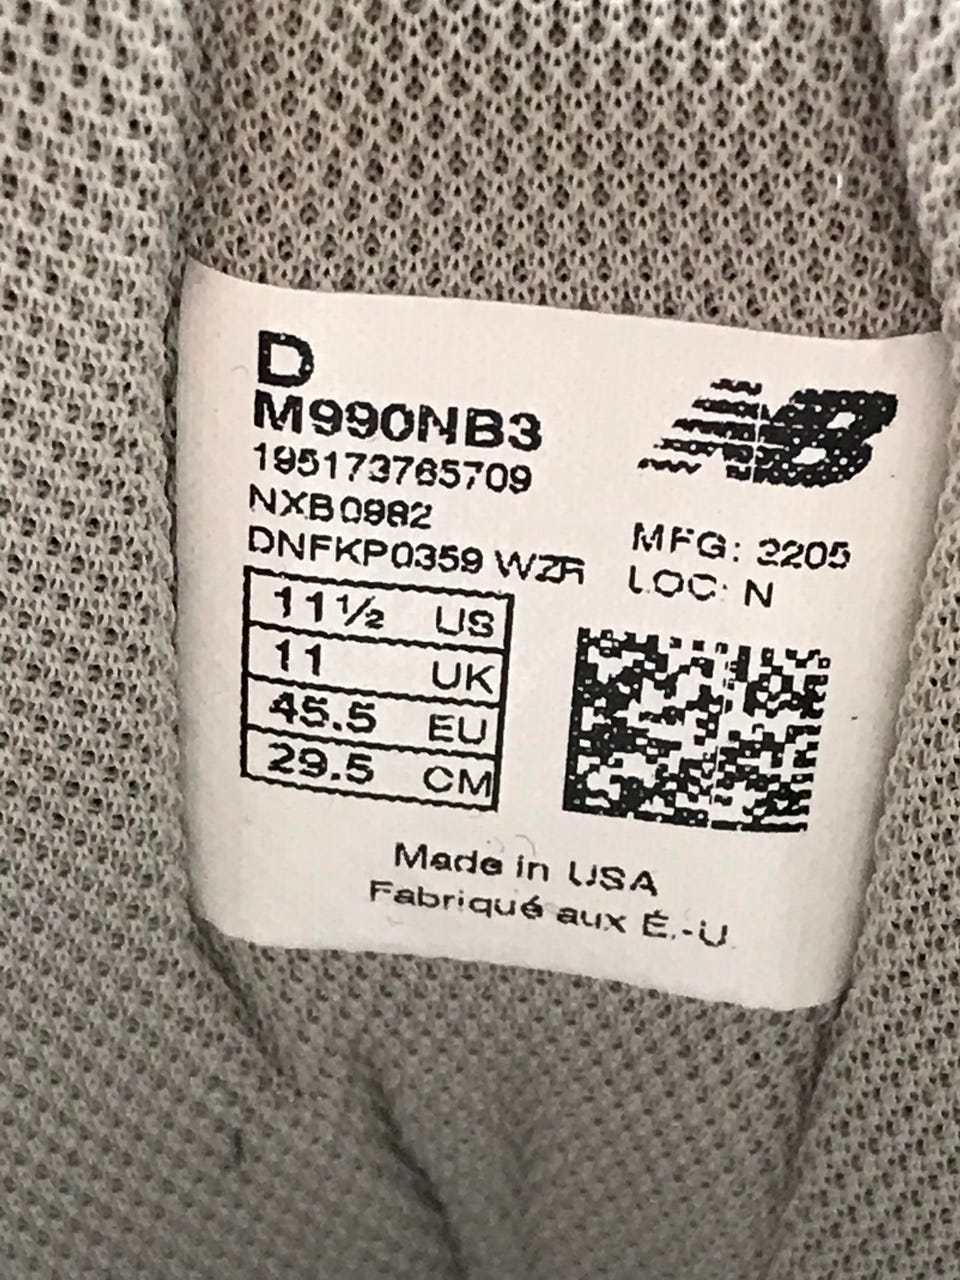 D
M990NB3
195173765709
NXB0982
DNFKP0359 WZR
NB
MFG: 2205
LOC: N
11½ US
11 UK
45.5 EU
29.5 CM
Made in USA
Fabriqué aux É.-U.